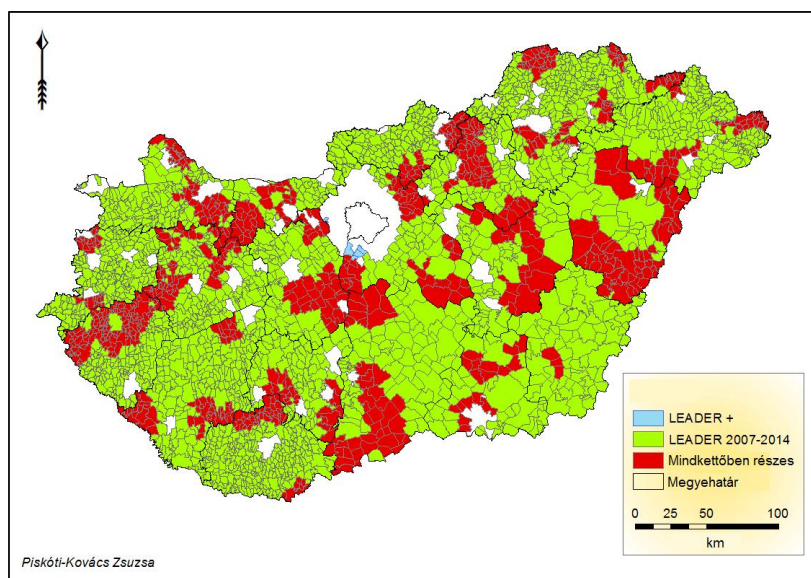 LEADER +
LEADER 2007-2014
Mindkettőben részes
Megyehatár
0 25 50 100
km
Piskóti-Kovács Zsuzsa